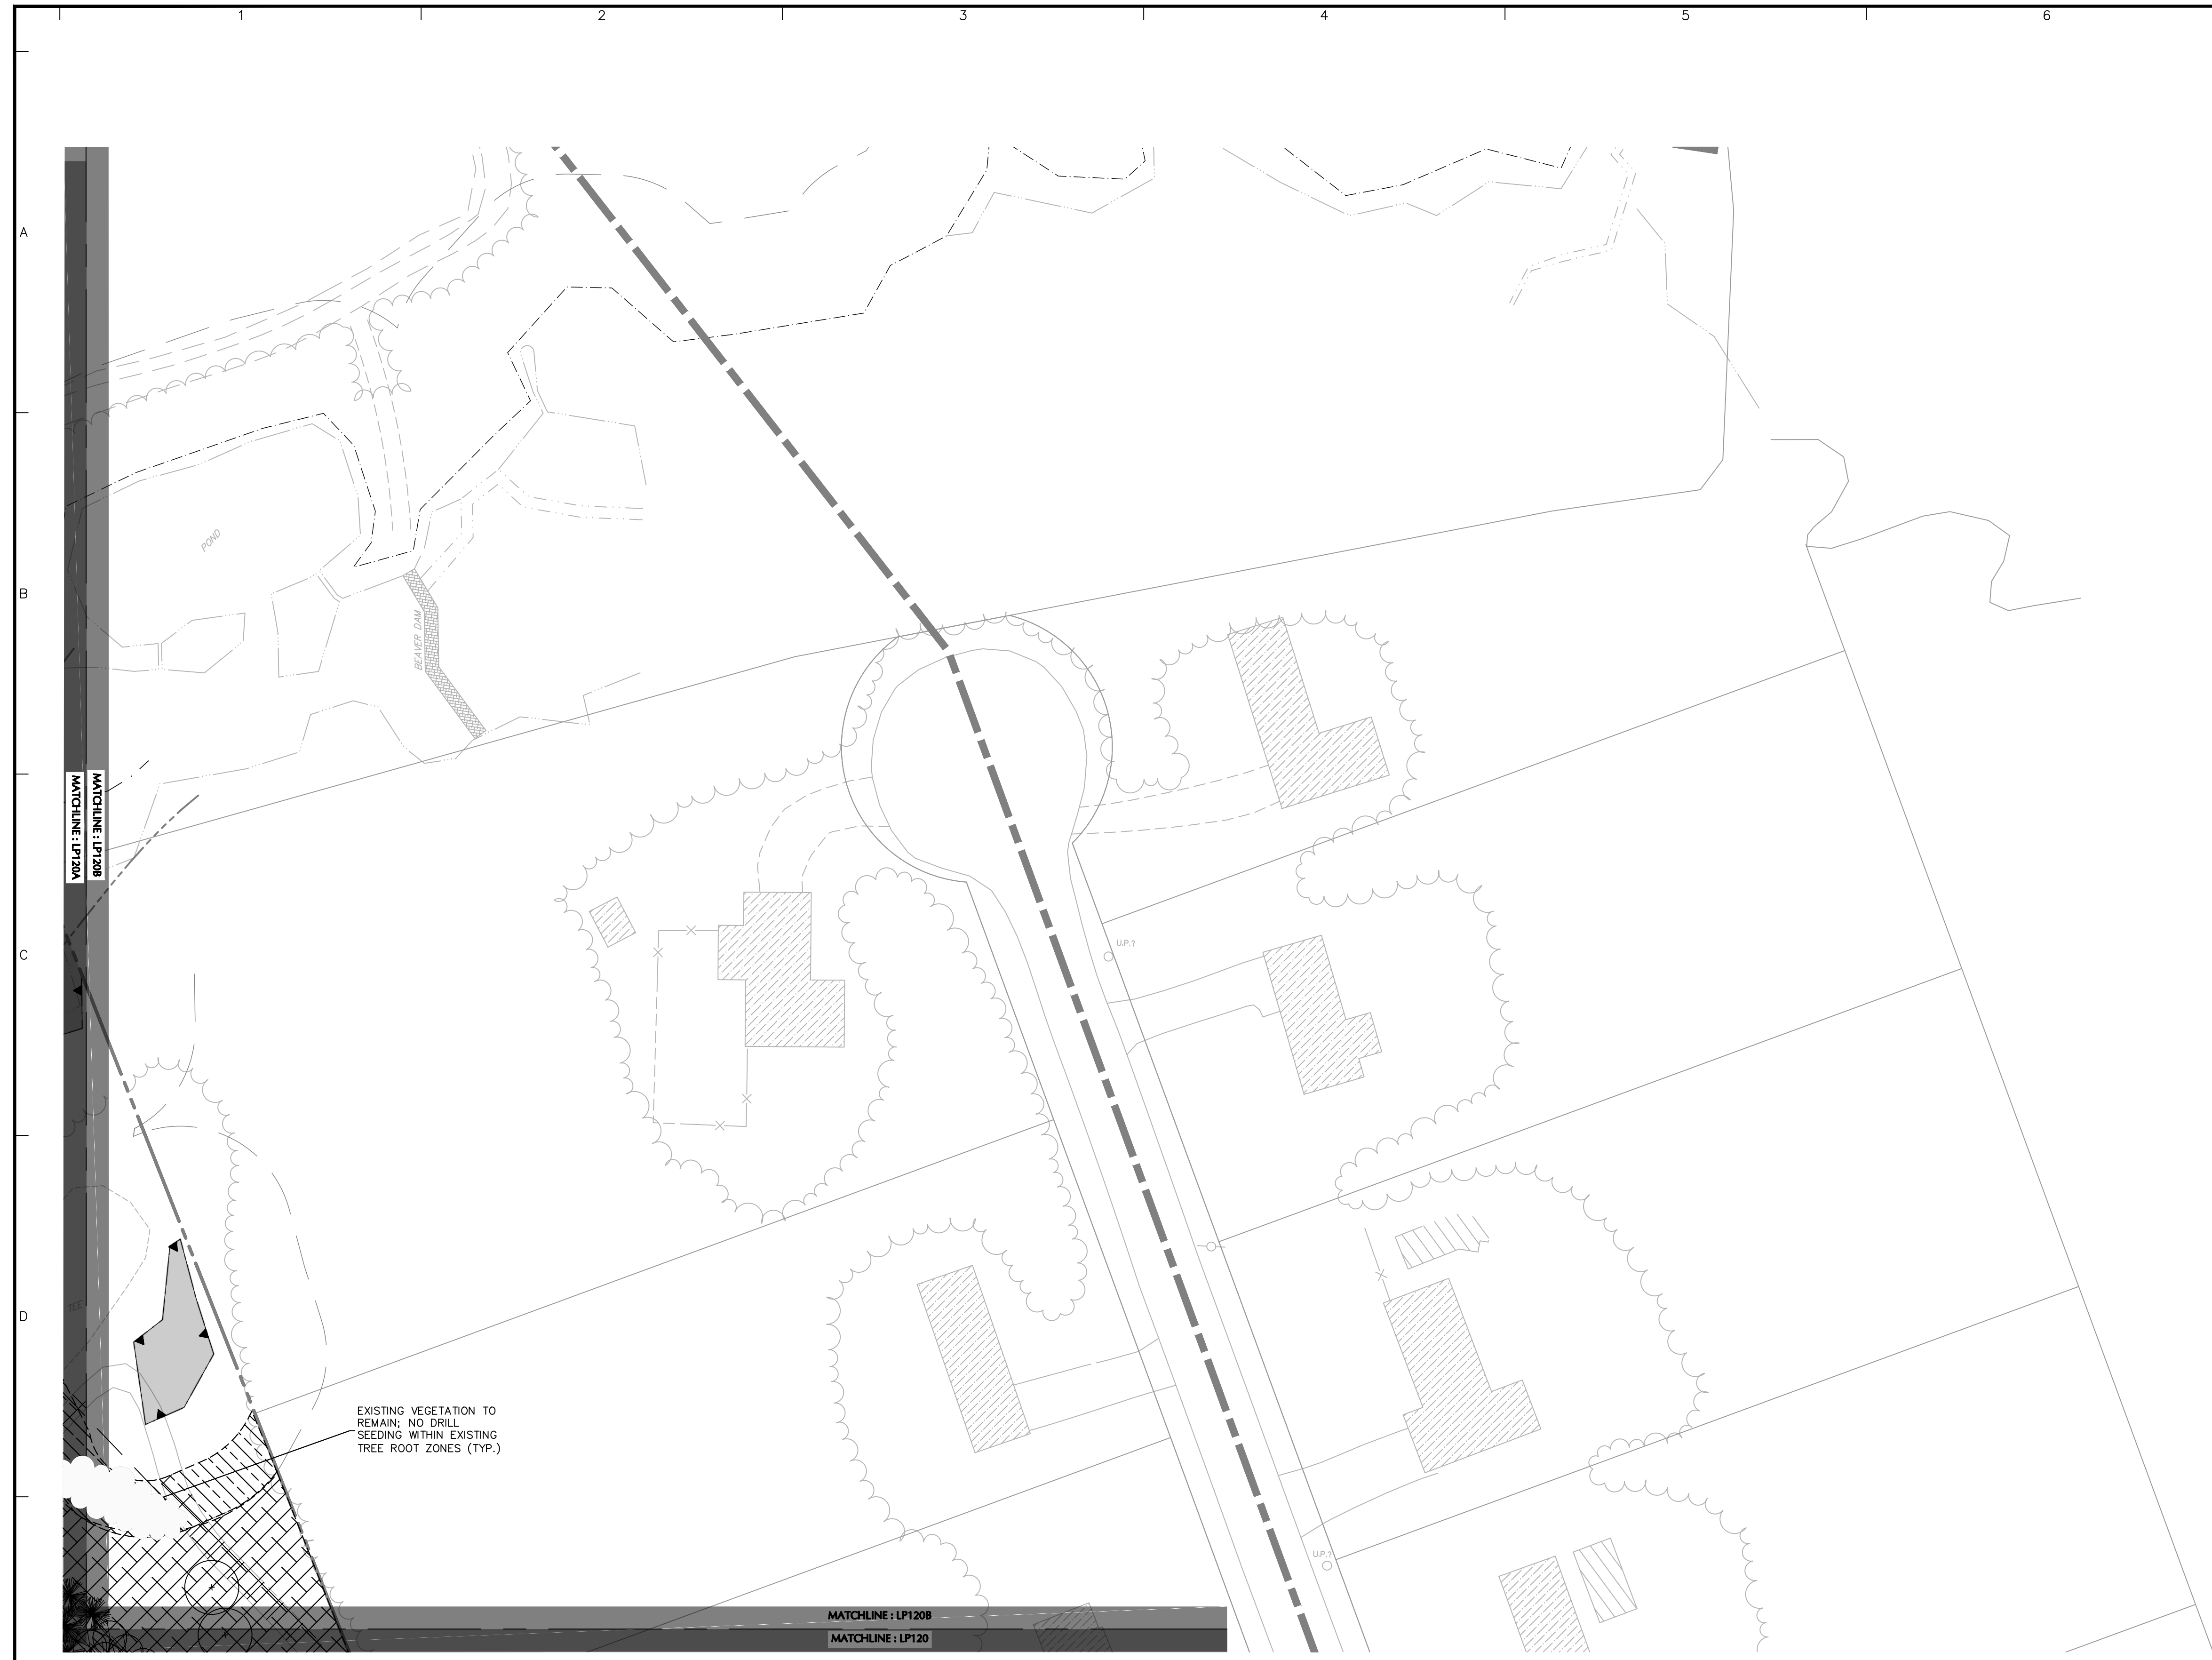 1
2
3
4
5
6
A
B
C
D
POND
BEAVER DAM
MATCHLINE : LP120B
MATCHLINE : LP120A
U.P.?
TEE
EXISTING VEGETATION TO
REMAIN; NO DRILL
SEEDING WITHIN EXISTING
TREE ROOT ZONES (TYP.)
U.P.?
MATCHLINE : LP120B
MATCHLINE : LP120